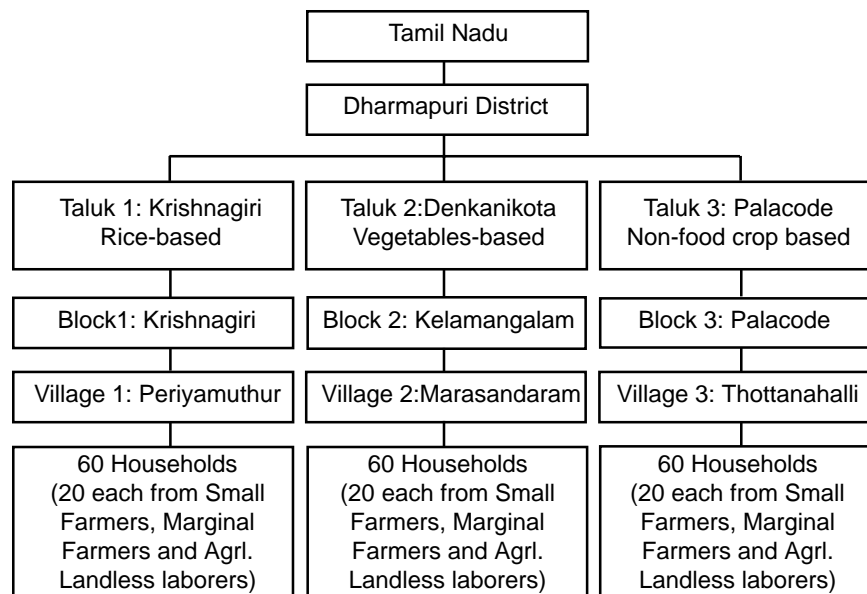 Tamil Nadu
Dharmapuri District
Taluk 1: Krishnagiri
Rice-based
Taluk 2:Denkanikota
Vegetables-based
Taluk 3: Palacode
Non-food crop based
Block1: Krishnagiri
Block 2: Kelamangalam
Block 3: Palacode
Village 1: Periyamuthur
Village 2:Marasandaram
Village 3: Thottanahalli
60 Households
(20 each from Small
Farmers, Marginal
Farmers and Agrl.
Landless laborers)
60 Households
(20 each from Small
Farmers, Marginal
Farmers and Agrl.
Landless laborers)
60 Households
(20 each from Small
Farmers, Marginal
Farmers and Agrl.
Landless laborers)